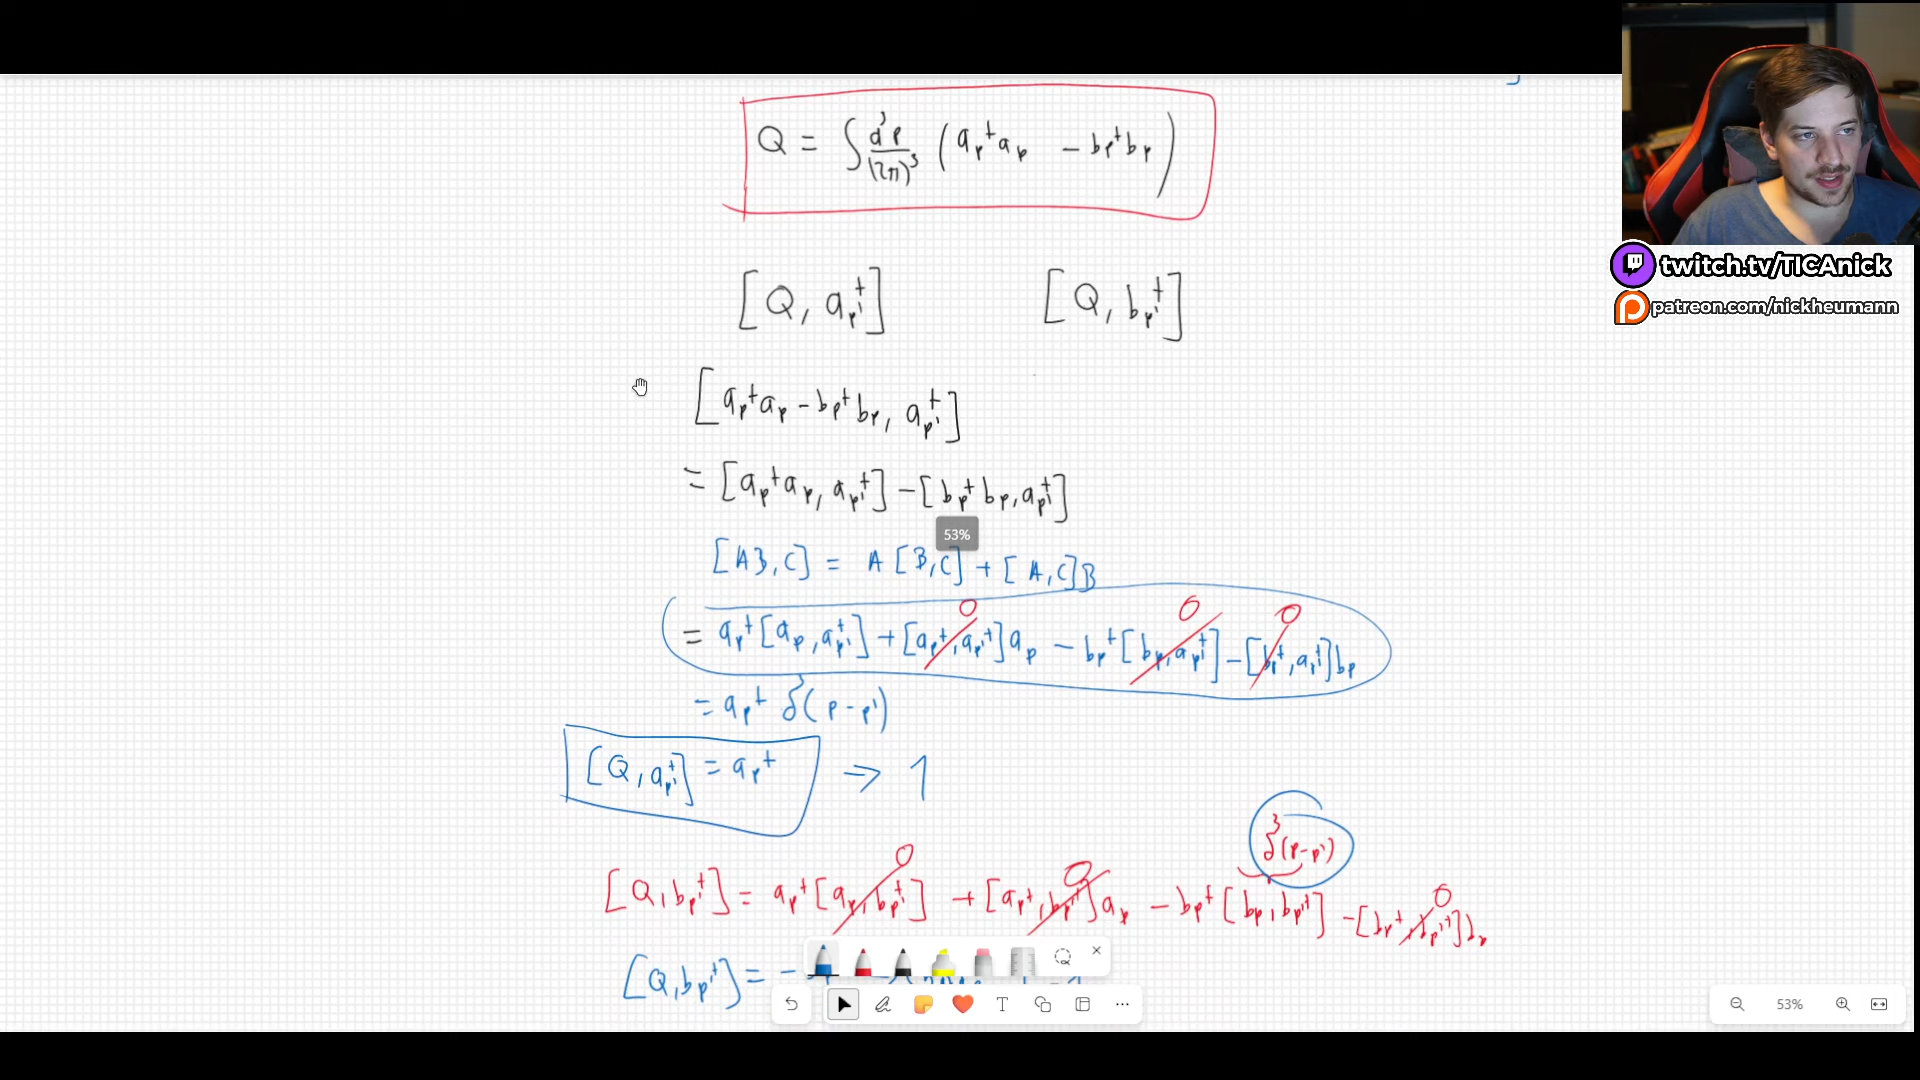 Q = ∫ d³p/(2π)³ (a_p†a_p − b_p†b_p)
[Q, a_p'†] [Q, b_p'†]
[a_p†a_p − b_p†b_p, a_p'†]
= [a_p†a_p, a_p'†] − [b_p†b_p, a_p'†]
53%
[AB, C] = A[B,C] + [A,C]B
0 0 0
= a_p†[a_p, a_p'†] + [a_p†, a_p'†]a_p − b_p†[b_p, a_p'†] − [b_p†, a_p'†]b_p
= a_p† δ³(p − p')
[Q, a_p'†] = a_p† ⇒ 1
δ³(p−p')
0 0 0
[Q, b_p'†] = a_p†[a_p, b_p'†] + [a_p†, b_p'†]a_p − b_p†[b_p, b_p'†] − [b_p†, b_p'†]b_p
[Q, b_p'†] = −
T
53%
twitch.tv/TICAnick
patreon.com/nickheumann